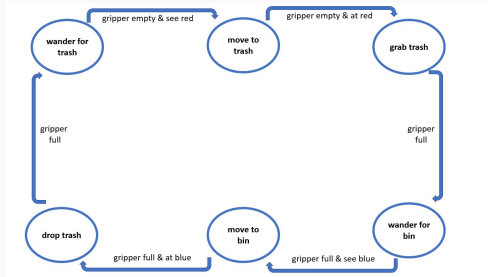 gripper empty & see red
gripper empty & at red
wander for
trash
move to
trash
grab trash
gripper
full
gripper
full
drop trash
move to
bin
wander for
bin
gripper full & at blue
gripper full & see blue